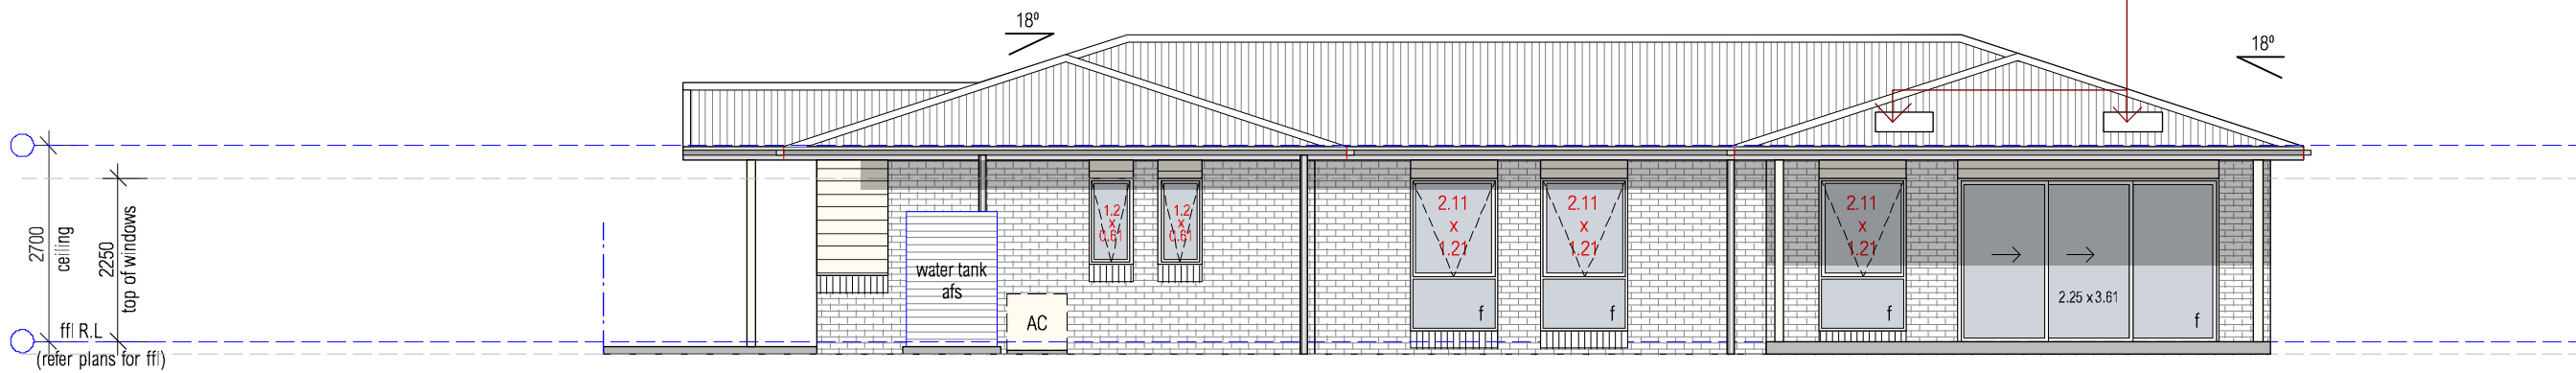 18º
18º
2700
ceiling
2250
top of windows
ffl R.L
(refer plans for ffl)
water tank
afs
AC
1.2
x
0.61
1.2
x
0.61
2.11
x
1.21
f
2.11
x
1.21
f
2.11
x
1.21
f
2.25 x 3.61
f